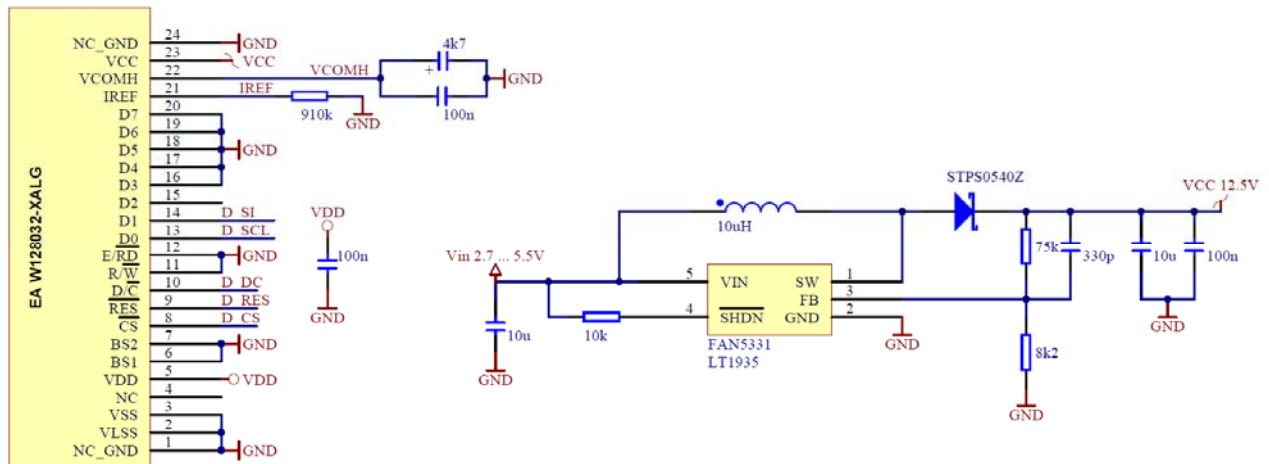 EA W128032-XALG
NC_GND 24 GND
VCC 23 VCC
VCOMH 22 VCOMH
IREF 21 IREF
D7 20
D6 19
D5 18 GND
D4 17
D3 16
D2 15
D1 14 D_SI
D0 13 D_SCL
E/RD 12 GND
R/W 11
D/C 10 D_DC
RES 9 D_RES
CS 8 D_CS
BS2 7 GND
BS1 6
VDD 5 VDD
NC 4
VSS 3
VLSS 2
NC_GND 1 GND
4k7
+
GND
100n
910k
GND
VDD
100n
GND
STPS0540Z
VCC 12.5V
10uH
75k
330p
10u
100n
Vin 2.7 ... 5.5V
5 VIN SW 1
FB 3
4 SHDN GND 2
10u
10k
FAN5331
LT1935
GND
GND
8k2
GND
GND